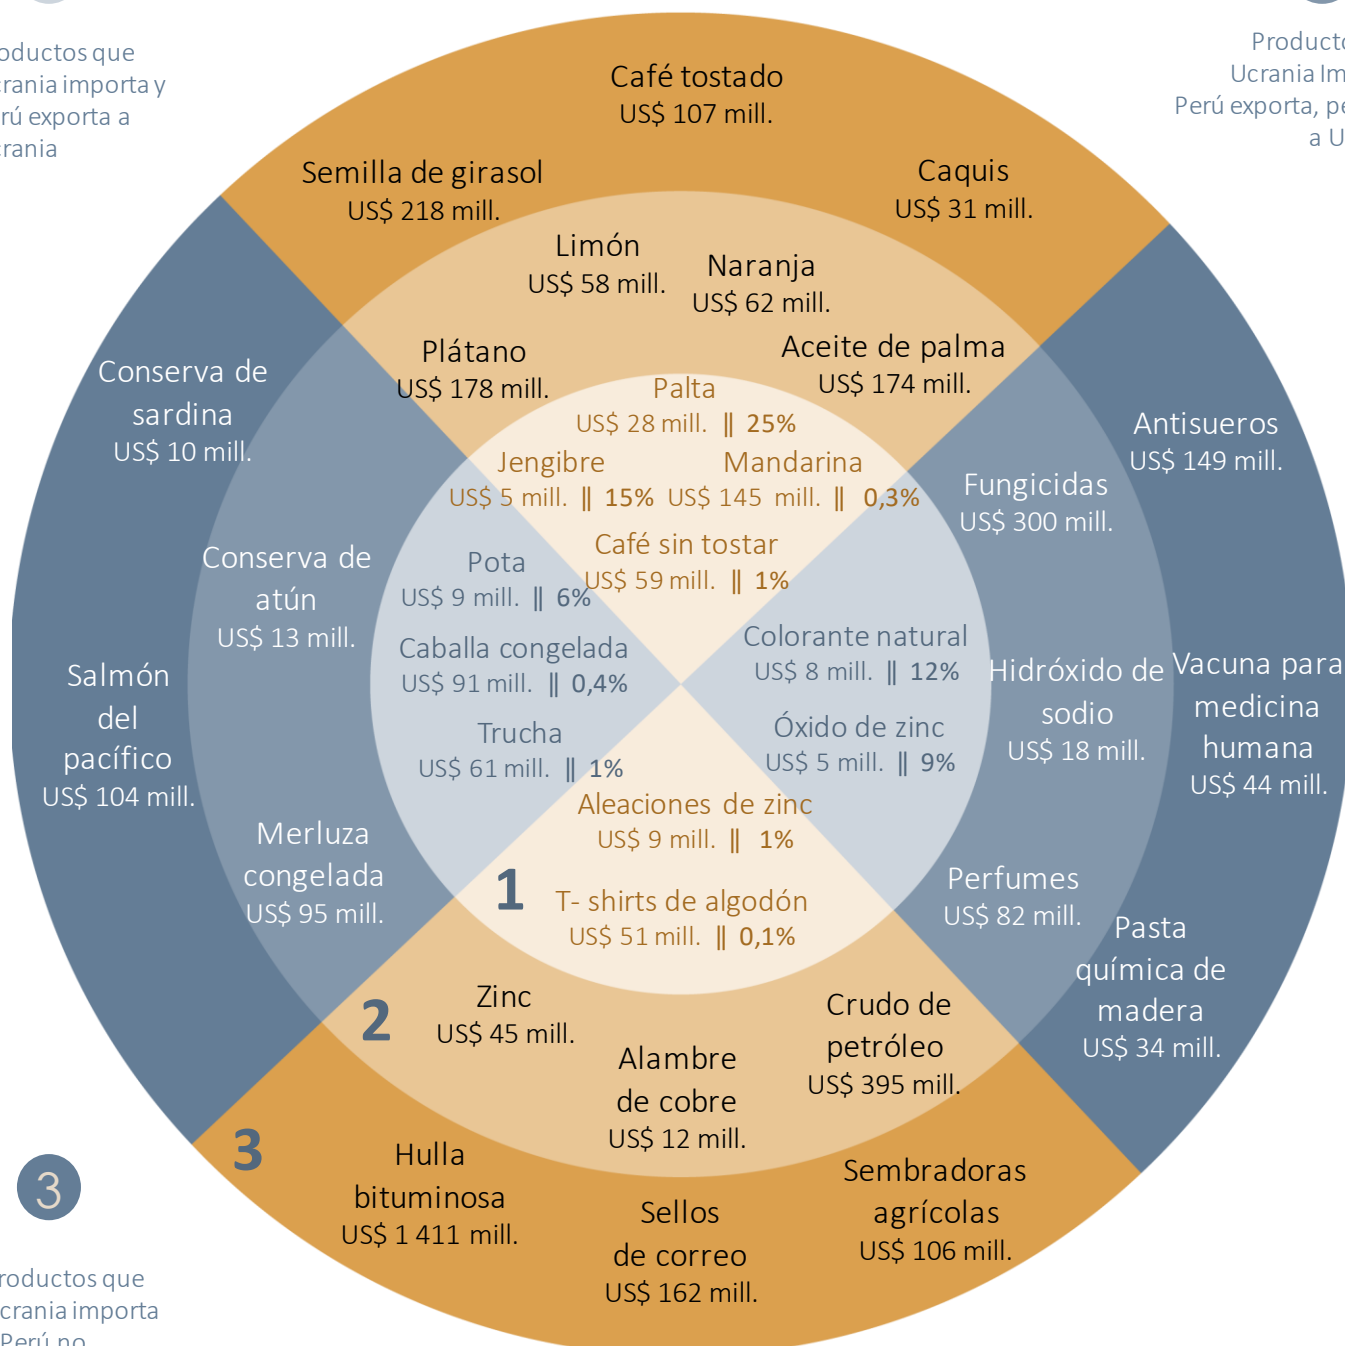 oductos que
crania importa y
rú exporta a
crania
Producto
Ucrania Im
Perú exporta, pe
a U
Café tostado
US$ 107 mill.
Semilla de girasol
US$ 218 mill.
Caquis
US$ 31 mill.
Limón
US$ 58 mill.
Naranja
US$ 62 mill.
Plátano
US$ 178 mill.
Aceite de palma
US$ 174 mill.
Palta
US$ 28 mill. || 25%
Jengibre
US$ 5 mill. || 15%
Mandarina
US$ 145 mill. || 0,3%
Café sin tostar
US$ 59 mill. || 1%
Conserva de
sardina
US$ 10 mill.
Salmón
del
pacífico
US$ 104 mill.
Conserva de
atún
US$ 13 mill.
Merluza
congelada
US$ 95 mill.
Pota
US$ 9 mill. || 6%
Caballa congelada
US$ 91 mill. || 0,4%
Trucha
US$ 61 mill. || 1%
Colorante natural
US$ 8 mill. || 12%
Óxido de zinc
US$ 5 mill. || 9%
Fungicidas
US$ 300 mill.
Hidróxido de
sodio
US$ 18 mill.
Perfumes
US$ 82 mill.
Antisueros
US$ 149 mill.
Vacuna para
medicina
humana
US$ 44 mill.
Pasta
química de
madera
US$ 34 mill.
Aleaciones de zinc
US$ 9 mill. || 1%
1
T- shirts de algodón
US$ 51 mill. || 0,1%
2
Zinc
US$ 45 mill.
Alambre
de cobre
US$ 12 mill.
Crudo de
petróleo
US$ 395 mill.
3
Hulla
bituminosa
US$ 1 411 mill.
Sellos
de correo
US$ 162 mill.
Sembradoras
agrícolas
US$ 106 mill.
3
roductos que
crania importa
Perú no